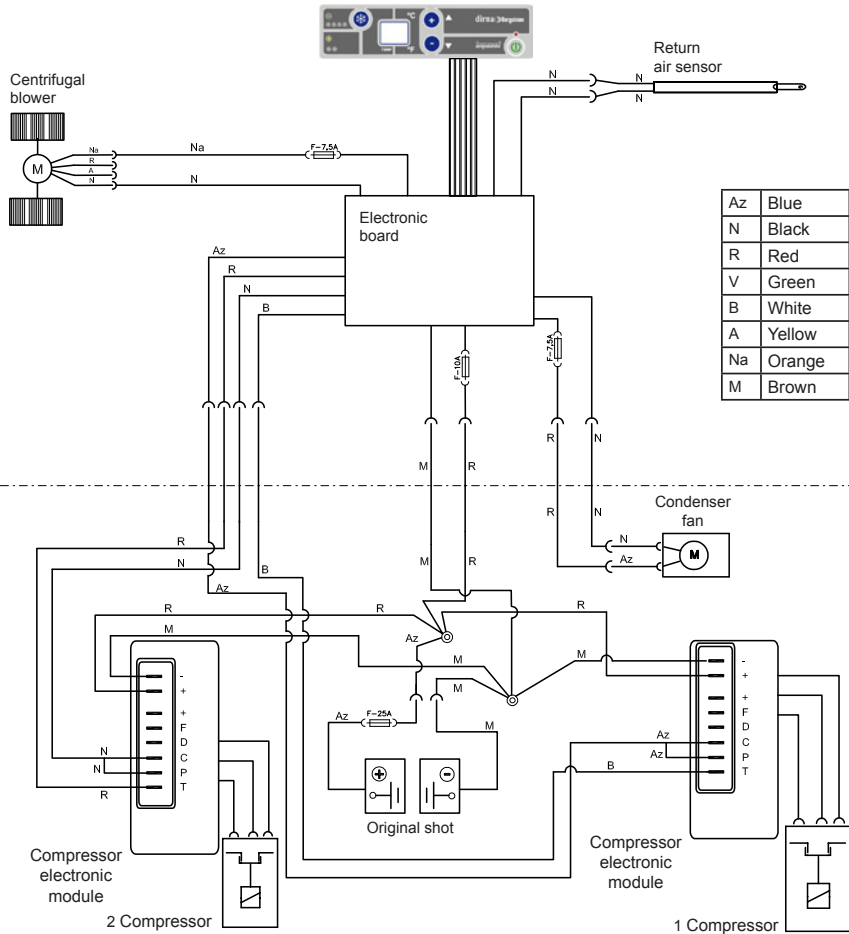 °C
°F
dirna Bergstrom
Return
air sensor
N
N
N
N
Centrifugal
blower
M
Na
R
A
N
Na
N
F-7,5A
Electronic
board
Az Blue
N Black
R Red
V Green
B White
A Yellow
Na Orange
M Brown
Az
R
N
B
F-10A
F-7,5A
M
R
R
N
R
N
Condenser
fan
N
Az
M
R
N
B
Az
M
R
R
M
R
R
Az
M
M
M
M
Az
F-25A
Original shot
-
+
+
F
D
C
P
T
N
N
R
Compressor
electronic
module
2 Compressor
-
+
+
F
D
C
P
T
Az
Az
B
Compressor
electronic
module
1 Compressor